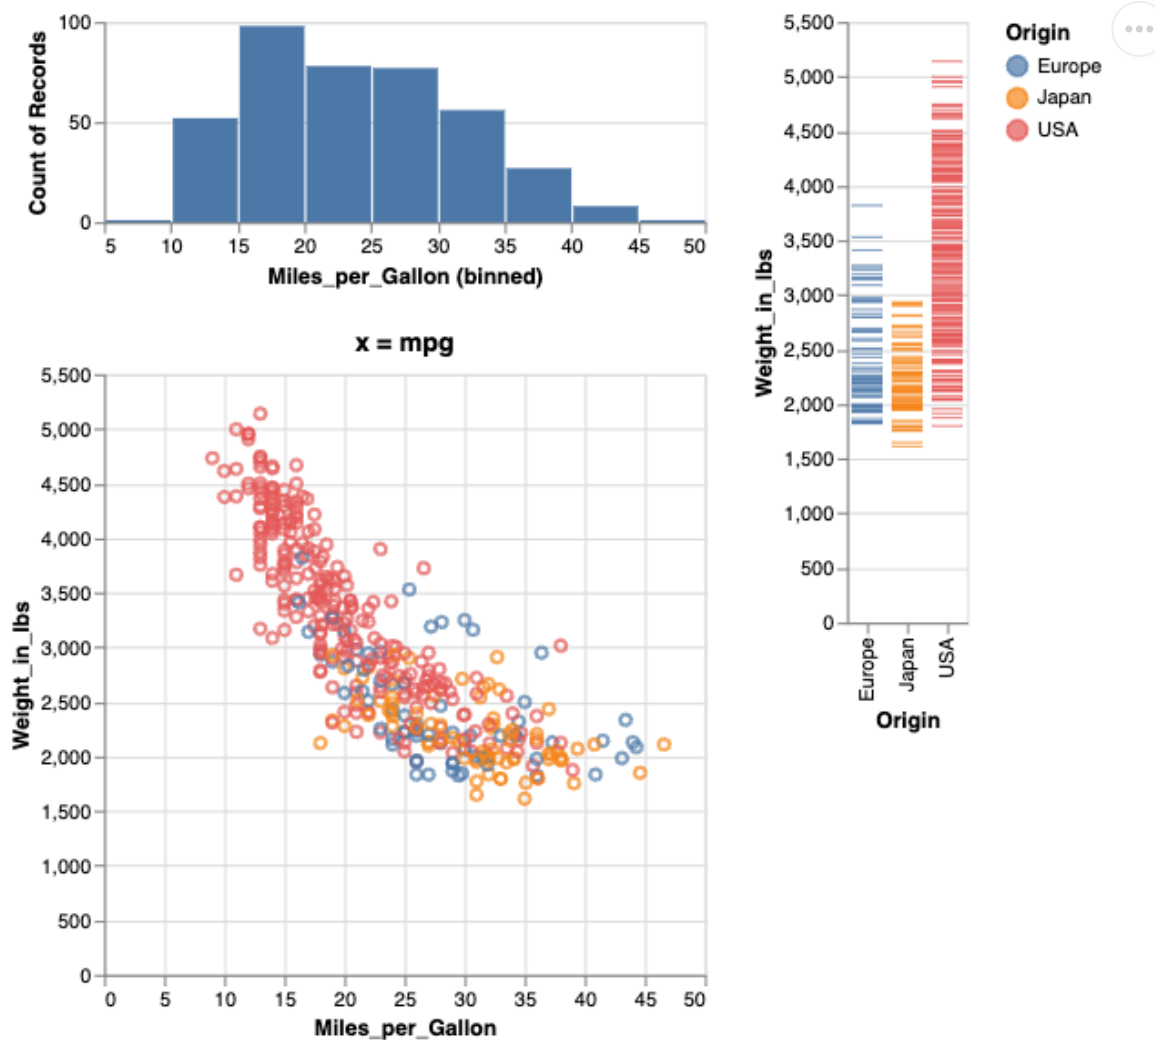 100
50
0
Count of Records
5 10 15 20 25 30 35 40 45 50
Miles_per_Gallon (binned)
x = mpg
5,500
5,000
4,500
4,000
3,500
3,000
2,500
2,000
1,500
1,000
500
0
Weight_in_lbs
0 5 10 15 20 25 30 35 40 45 50
Miles_per_Gallon
5,500
5,000
4,500
4,000
3,500
3,000
2,500
2,000
1,500
1,000
500
0
Weight_in_lbs
Europe
Japan
USA
Origin
Origin
Europe
Japan
USA